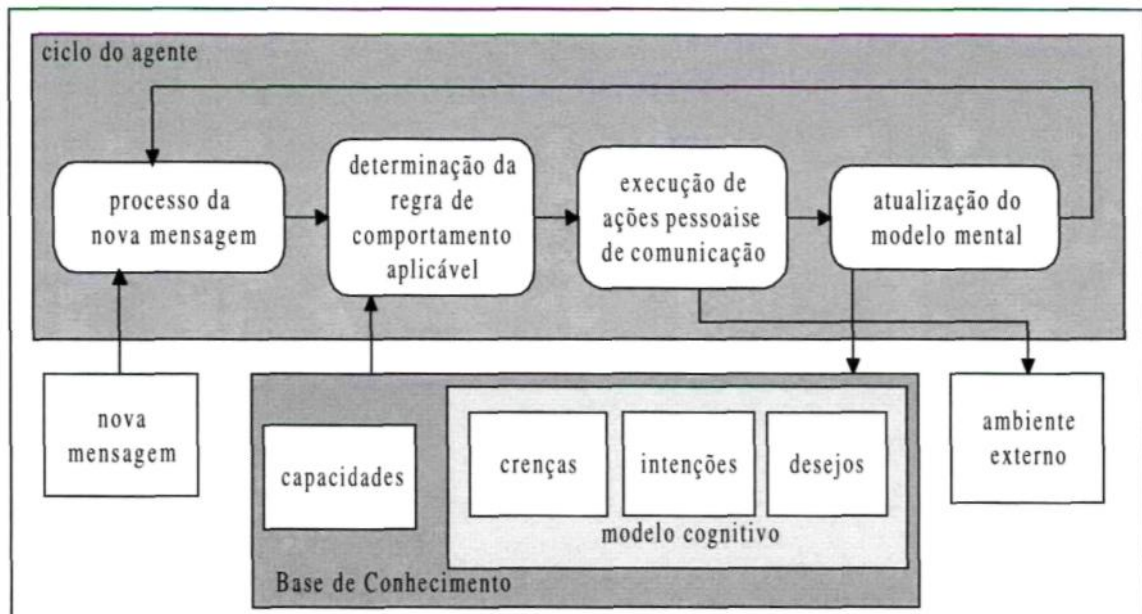 ciclo do agente
processo da
nova mensagem
determinação da
regra de
comportamento
aplicável
execução de
ações pessoaise
de comunicação
atualização do
modelo mental
nova
mensagem
capacidades
crenças
intenções
desejos
modelo cognitivo
Base de Conhecimento
ambiente
externo